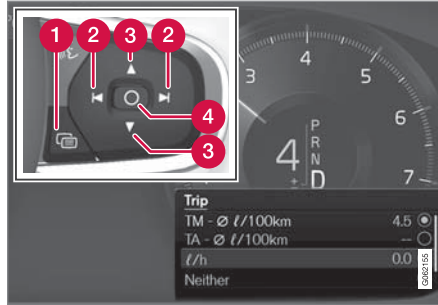 1
2
3
2
4
3
3
4
5
6
7
4
P
R
N
±
D
Trip
TM - Ø ℓ/100km 4.5
TA - Ø ℓ/100km --
ℓ/h 0.0
Neither
G062155